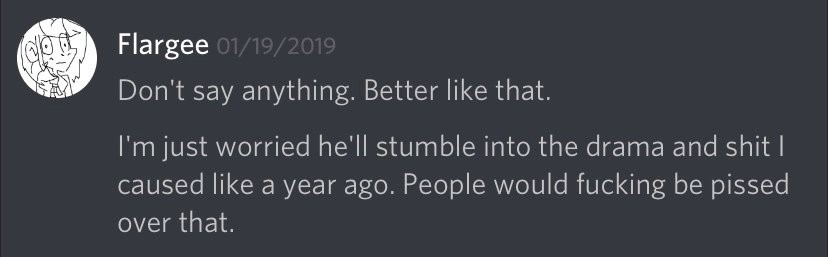 Flargee 01/19/2019
Don't say anything. Better like that.
I'm just worried he'll stumble into the drama and shit I
caused like a year ago. People would fucking be pissed
over that.